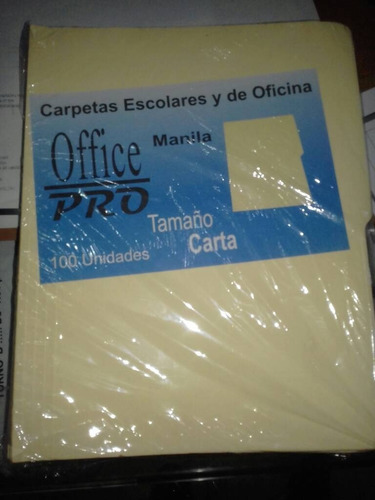 Carpetas Escolares y de Oficina
Office
PRO
Manila
Tamaño
Carta
100 Unidades